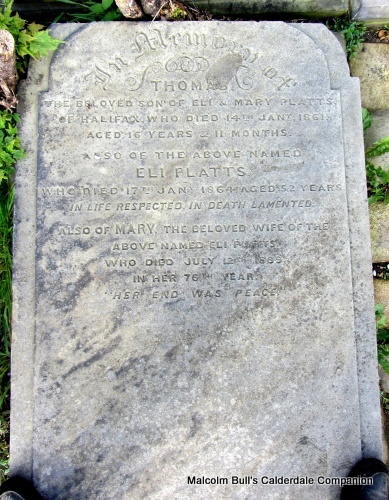 In Memory of
THOMAS
THE BELOVED SON OF ELI & MARY PLATTS,
OF HALIFAX, WHO DIED 14TH JANY 1861,
AGED 16 YEARS & 11 MONTHS.
ALSO OF THE ABOVE NAMED
ELI PLATTS
WHO DIED 17TH JANY 1864 AGED 52 YEARS
IN LIFE RESPECTED, IN DEATH LAMENTED.
ALSO OF MARY, THE BELOVED WIFE OF THE
ABOVE NAMED ELI PLATTS
WHO DIED JULY 12TH 1885
IN HER 76TH YEAR.
"HER END WAS PEACE."
Malcolm Bull's Calderdale Companion